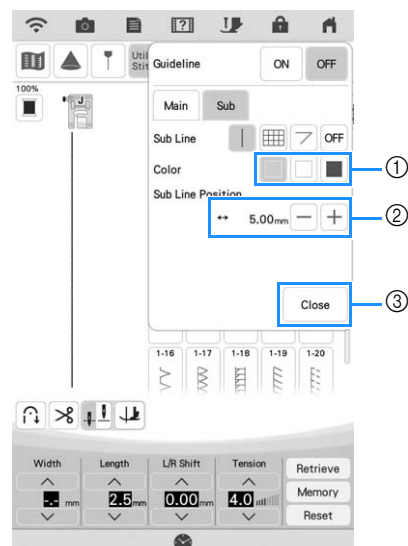 Guideline ON OFF
Util
Stit
100%
J
Main Sub
Sub Line OFF
Color ①
Sub Line Position
5.00mm ②
Close ③
1-16 1-17 1-18 1-19 1-20
Width Length L/R Shift Tension
-.- mm 2.5 mm 0.00 mm 4.0
Retrieve
Memory
Reset